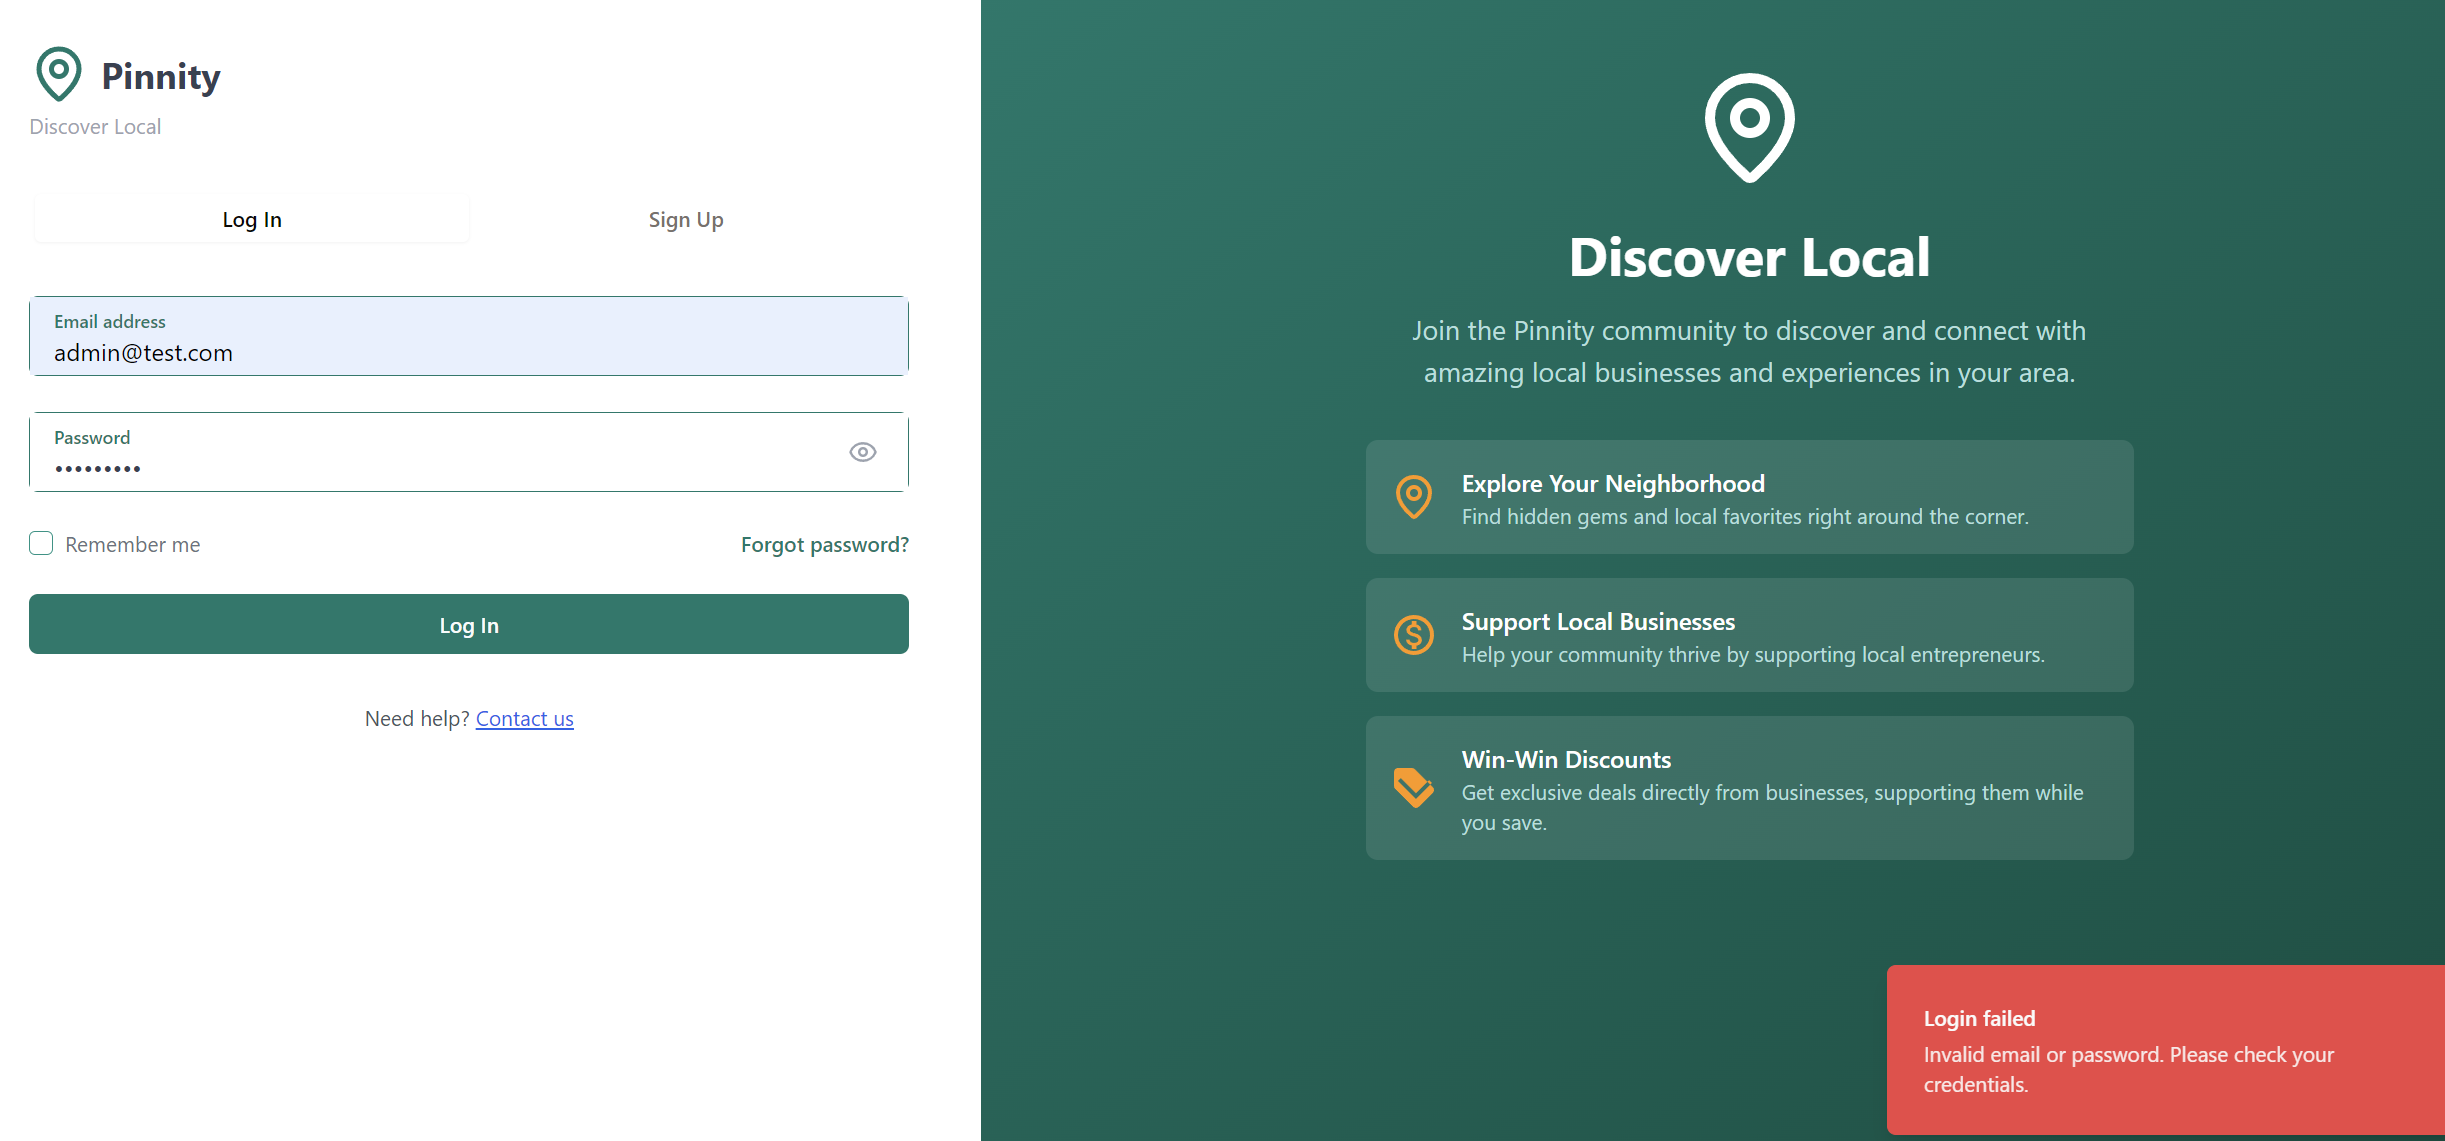 Pinnity
Discover Local
Log In
Sign Up
Email address
admin@test.com
Password
•••••••••
Remember me
Forgot password?
Log In
Need help? Contact us
Discover Local
Join the Pinnity community to discover and connect with
amazing local businesses and experiences in your area.
Explore Your Neighborhood
Find hidden gems and local favorites right around the corner.
Support Local Businesses
Help your community thrive by supporting local entrepreneurs.
Win-Win Discounts
Get exclusive deals directly from businesses, supporting them while
you save.
Login failed
Invalid email or password. Please check your
credentials.